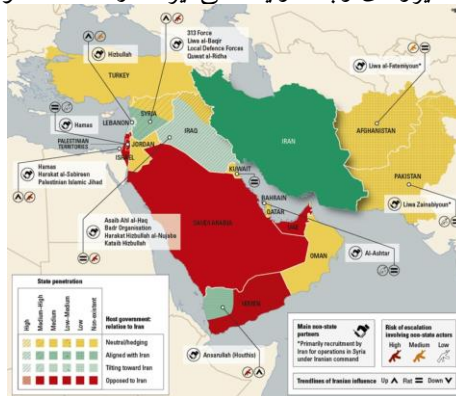 313 Force
Liwa al-Baqir
Local Defence Forces
Quwat al-Ridha
Hizbullah
Liwa al-Fatemiyoun*
TURKEY
SYRIA
LEBANON
Hamas
PALESTINIAN
TERRITORIES
ISRAEL
JORDAN
IRAQ
IRAN
AFGHANISTAN
PAKISTAN
KUWAIT
Hamas
Harakat al-Sabireen
Palestinian Islamic Jihad
Liwa Zainabiyoun*
BAHRAIN
QATAR
SAUDI ARABIA
UAE
Asaib Ahl al-Haq
Badr Organisation
Harakat Hizbullah al-Nujaba
Kataib Hizbullah
Al-Ashtar
OMAN
YEMEN
Ansarullah (Houthis)
State penetration
High
Medium-High
Medium
Low-Medium
Low
Non-existent
Host government:
relation to Iran
Neutral/hedging
Aligned with Iran
Tilting toward Iran
Opposed to Iran
Main non-state
partners
*Primarily recruitment by
Iran for operations in Syria
under Iranian command
Risk of escalation
involving non-state actors
High Medium Low
Trendlines of Iranian influence Up Flat Down